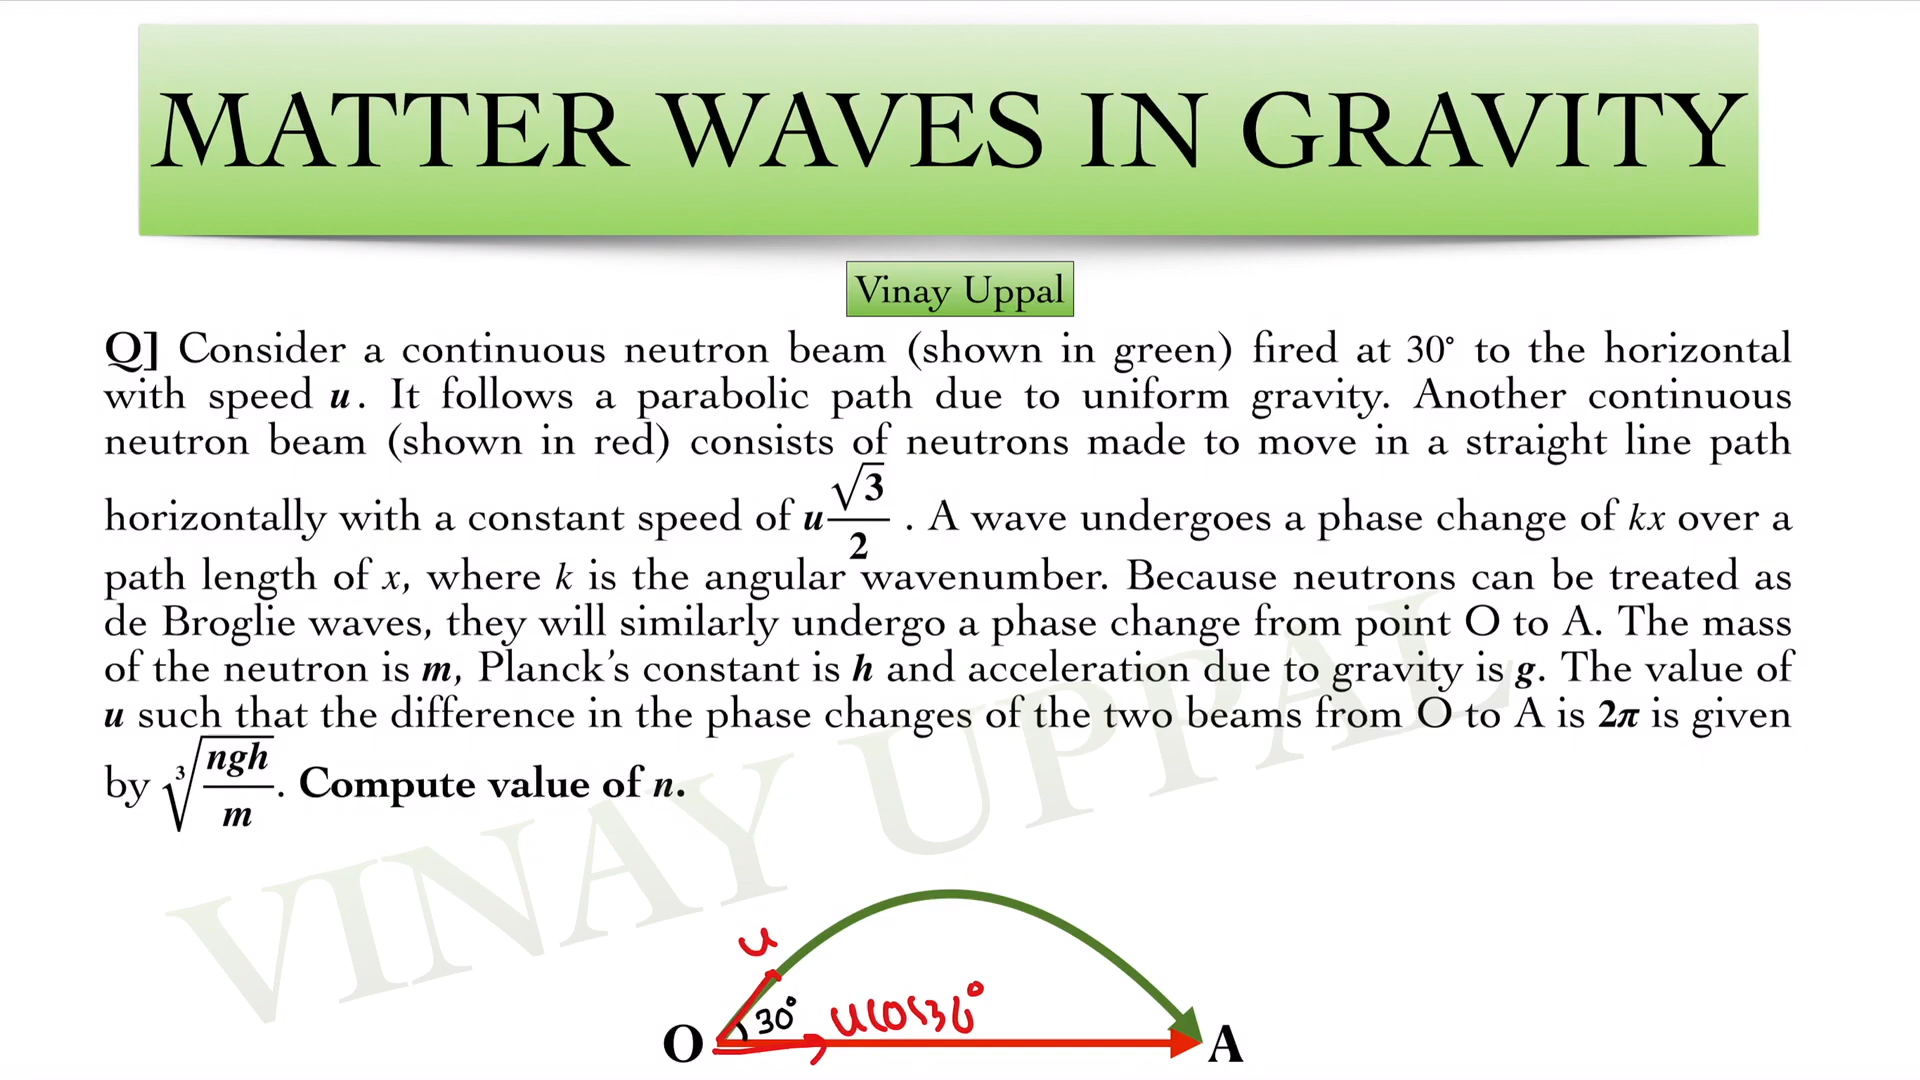 MATTER WAVES IN GRAVITY
Vinay Uppal
Q] Consider a continuous neutron beam (shown in green) fired at 30° to the horizontal
with speed u. It follows a parabolic path due to uniform gravity. Another continuous
neutron beam (shown in red) consists of neutrons made to move in a straight line path
horizontally with a constant speed of u√3/2 . A wave undergoes a phase change of kx over a
path length of x, where k is the angular wavenumber. Because neutrons can be treated as
de Broglie waves, they will similarly undergo a phase change from point O to A. The mass
of the neutron is m, Planck’s constant is h and acceleration due to gravity is g. The value of
u such that the difference in the phase changes of the two beams from O to A is 2π is given
by ∛(ngh/m). Compute value of n.
VINAY UPPAL
u
30°
ucos30°
O
A